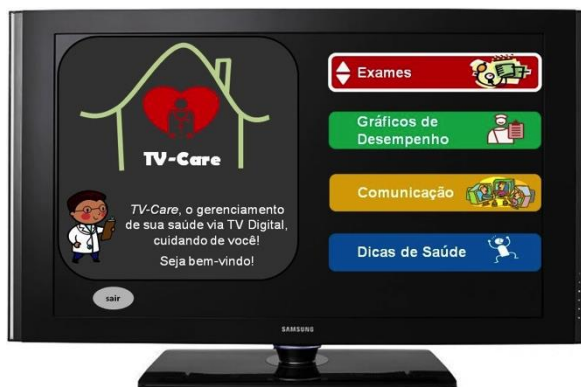 TV-Care
TV-Care, o gerenciamento
de sua saúde via TV Digital,
cuidando de você!
Seja bem-vindo!
sair
Exames
Gráficos de
Desempenho
Comunicação
Dicas de Saúde
SAMSUNG